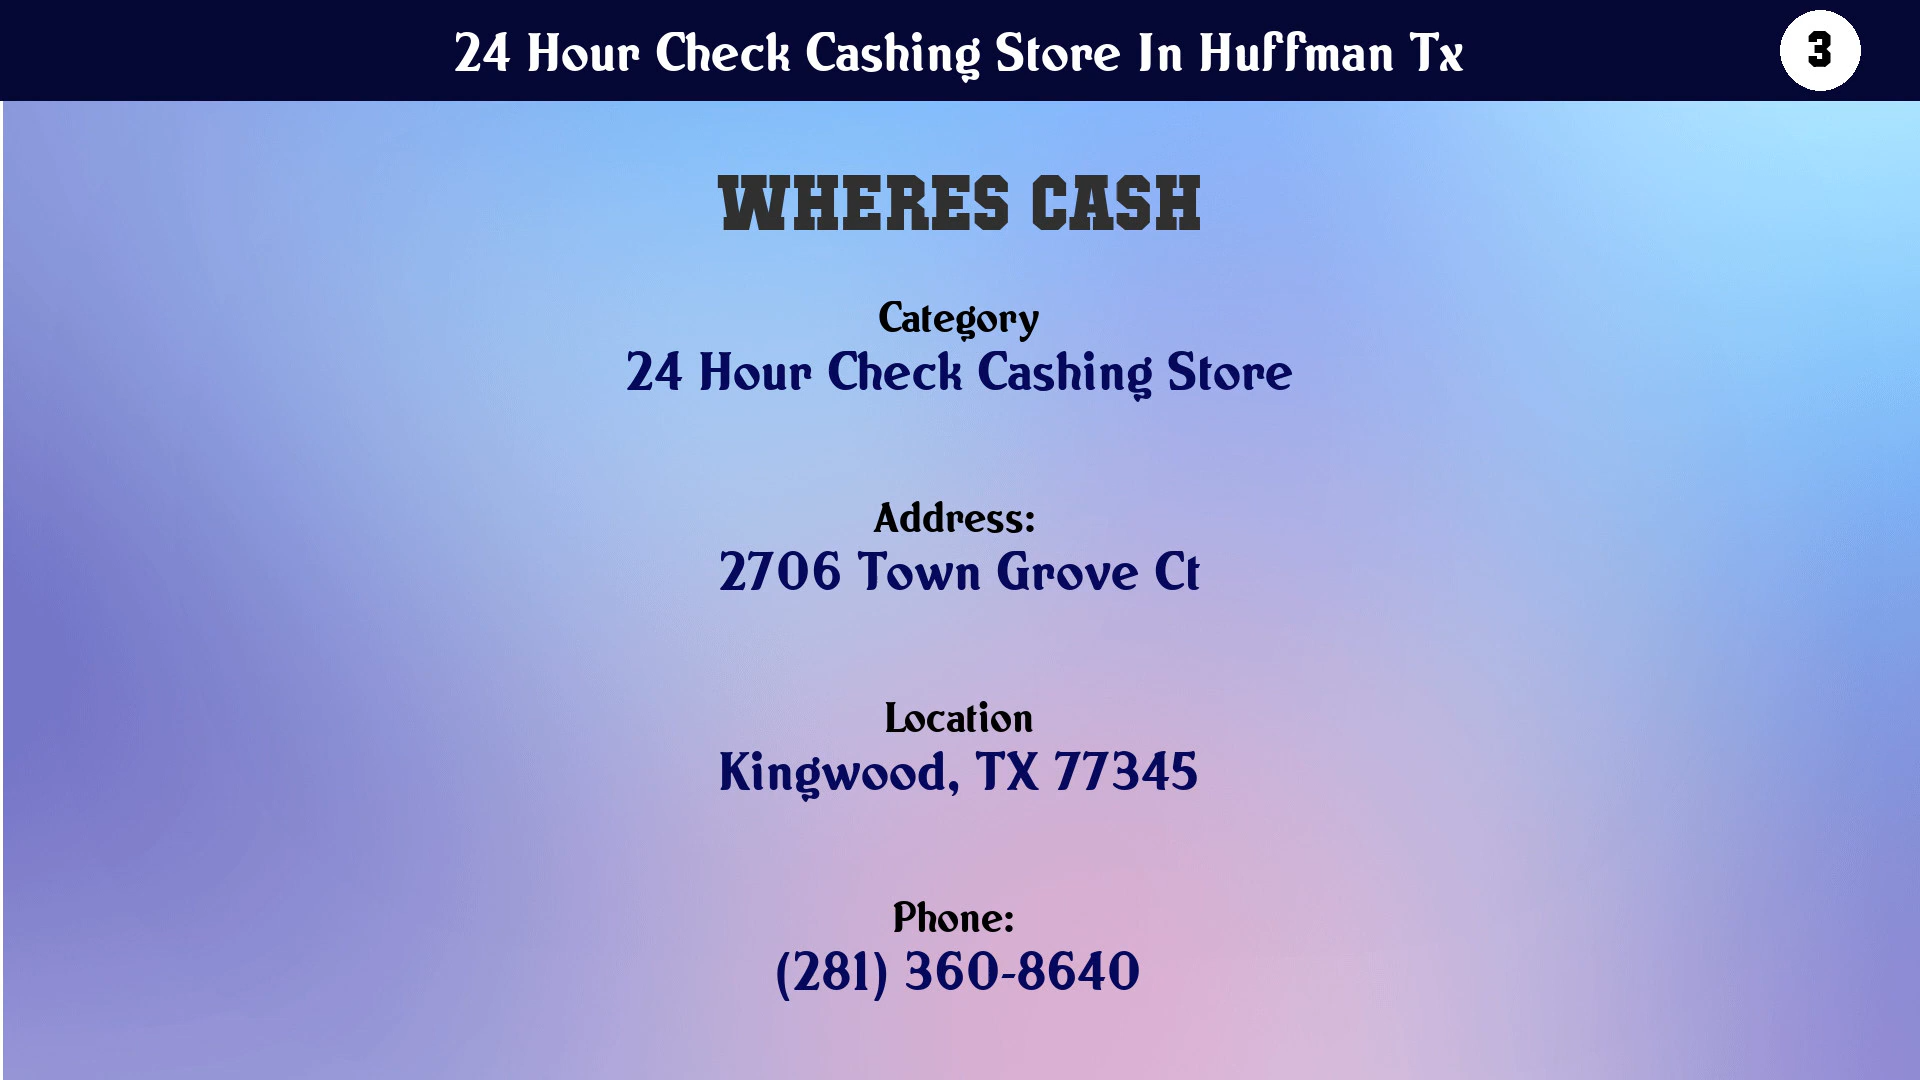 24 Hour Check Cashing Store In Huffman Tx
3
WHERES CASH
Category
24 Hour Check Cashing Store
Address:
2706 Town Grove Ct
Location
Kingwood, TX 77345
Phone:
(281) 360-8640